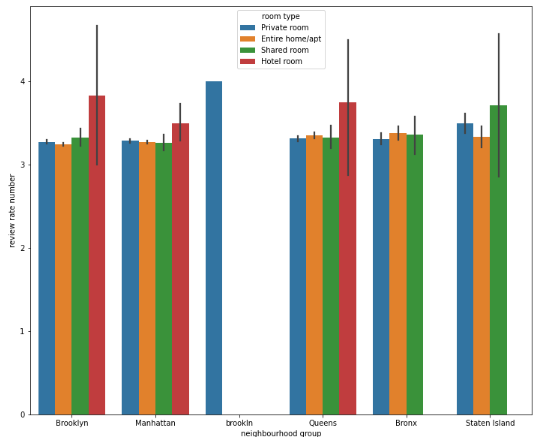 room type
Private room
Entire home/apt
Shared room
Hotel room
review rate number
4
3
2
1
0
Brooklyn Manhattan brookln Queens Bronx Staten Island
neighbourhood group